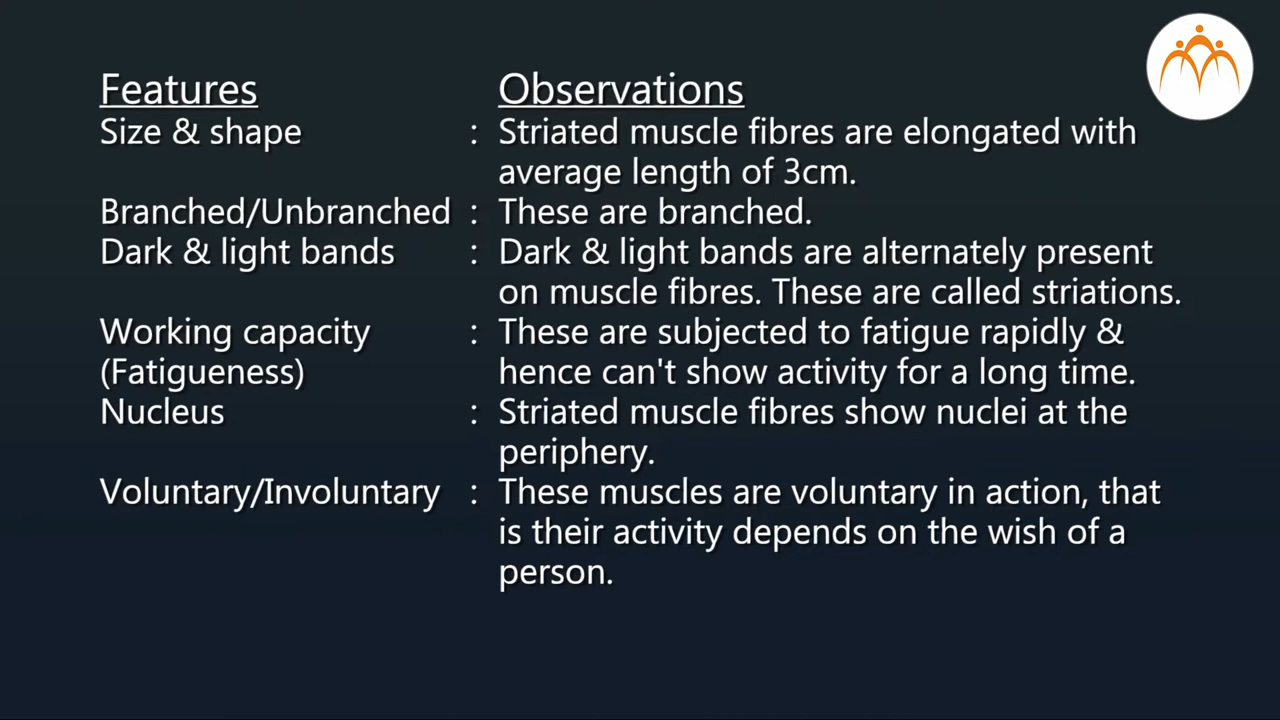 Features Observations
Size & shape : Striated muscle fibres are elongated with
average length of 3cm.
Branched/Unbranched : These are branched.
Dark & light bands : Dark & light bands are alternately present
on muscle fibres. These are called striations.
Working capacity : These are subjected to fatigue rapidly &
(Fatigueness) hence can't show activity for a long time.
Nucleus : Striated muscle fibres show nuclei at the
periphery.
Voluntary/Involuntary : These muscles are voluntary in action, that
is their activity depends on the wish of a
person.